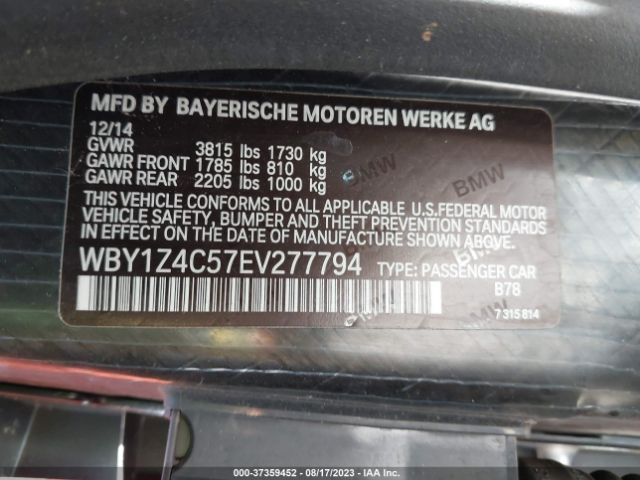 MFD BY BAYERISCHE MOTOREN WERKE AG
12/14
GVWR 3815 lbs 1730 kg
GAWR FRONT 1785 lbs 810 kg
GAWR REAR 2205 lbs 1000 kg
BMW
BMW
THIS VEHICLE CONFORMS TO ALL APPLICABLE U.S.FEDERAL MOTOR
VEHICLE SAFETY, BUMPER AND THEFT PREVENTION STANDARDS
IN EFFECT ON THE DATE OF MANUFACTURE SHOWN ABOVE.
WBY1Z4C57EV277794 TYPE: PASSENGER CAR
B78
7 315 814
000-37359452 - 08/17/2023 - IAA Inc.